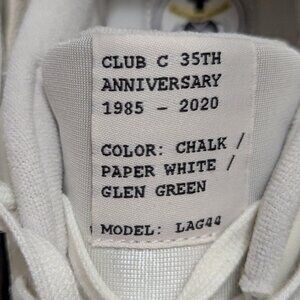 CLUB C 35TH
ANNIVERSARY
1985 - 2020
COLOR: CHALK /
PAPER WHITE /
GLEN GREEN
MODEL: LAG44